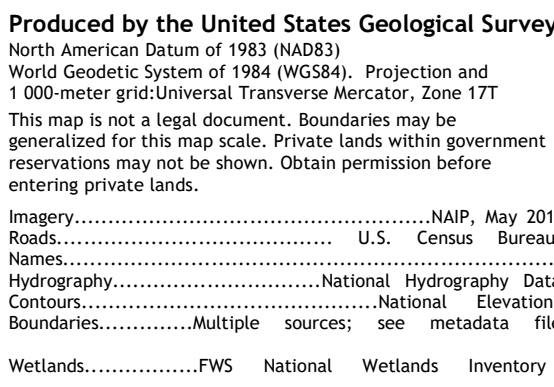 Produced by the United States Geological Survey
North American Datum of 1983 (NAD83)
World Geodetic System of 1984 (WGS84). Projection and
1 000-meter grid:Universal Transverse Mercator, Zone 17T
This map is not a legal document. Boundaries may be
generalized for this map scale. Private lands within government
reservations may not be shown. Obtain permission before
entering private lands.
Imagery..................................................NAIP, May 201
Roads....................................... U.S. Census Bureau
Names.....................................................................
Hydrography.............................National Hydrography Data
Contours..........................................National Elevation
Boundaries..............Multiple sources; see metadata file
Wetlands................FWS National Wetlands Inventory